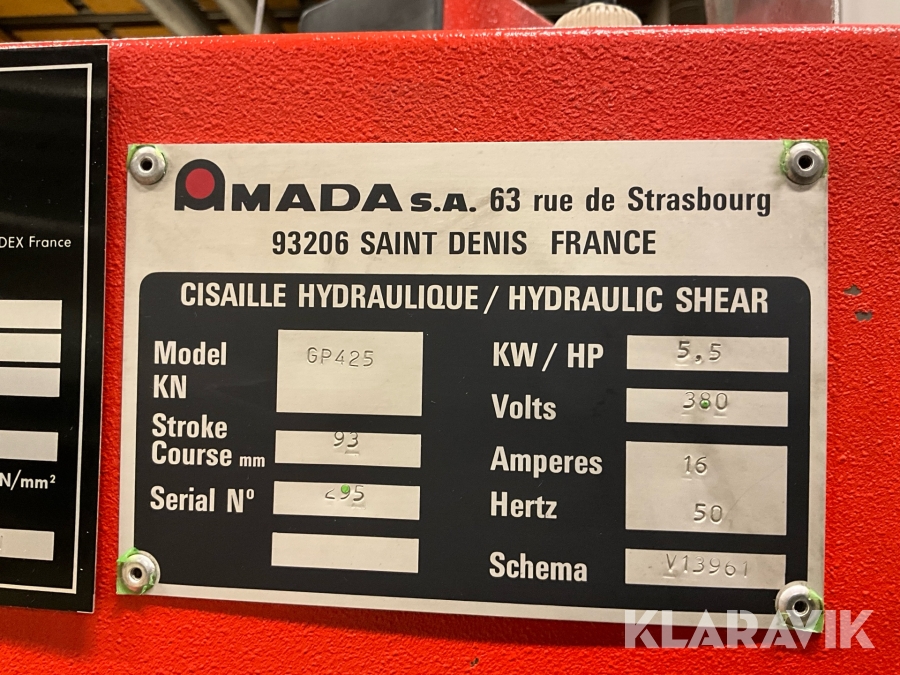 DEX France
N/mm²
AMADA S.A. 63 rue de Strasbourg
93206 SAINT DENIS FRANCE
CISAILLE HYDRAULIQUE / HYDRAULIC SHEAR
Model GP425
KN
Stroke
Course mm 93
Serial N° 295
KW / HP 5,5
Volts 380
Amperes 16
Hertz 50
Schema V13961
KLARAVIK